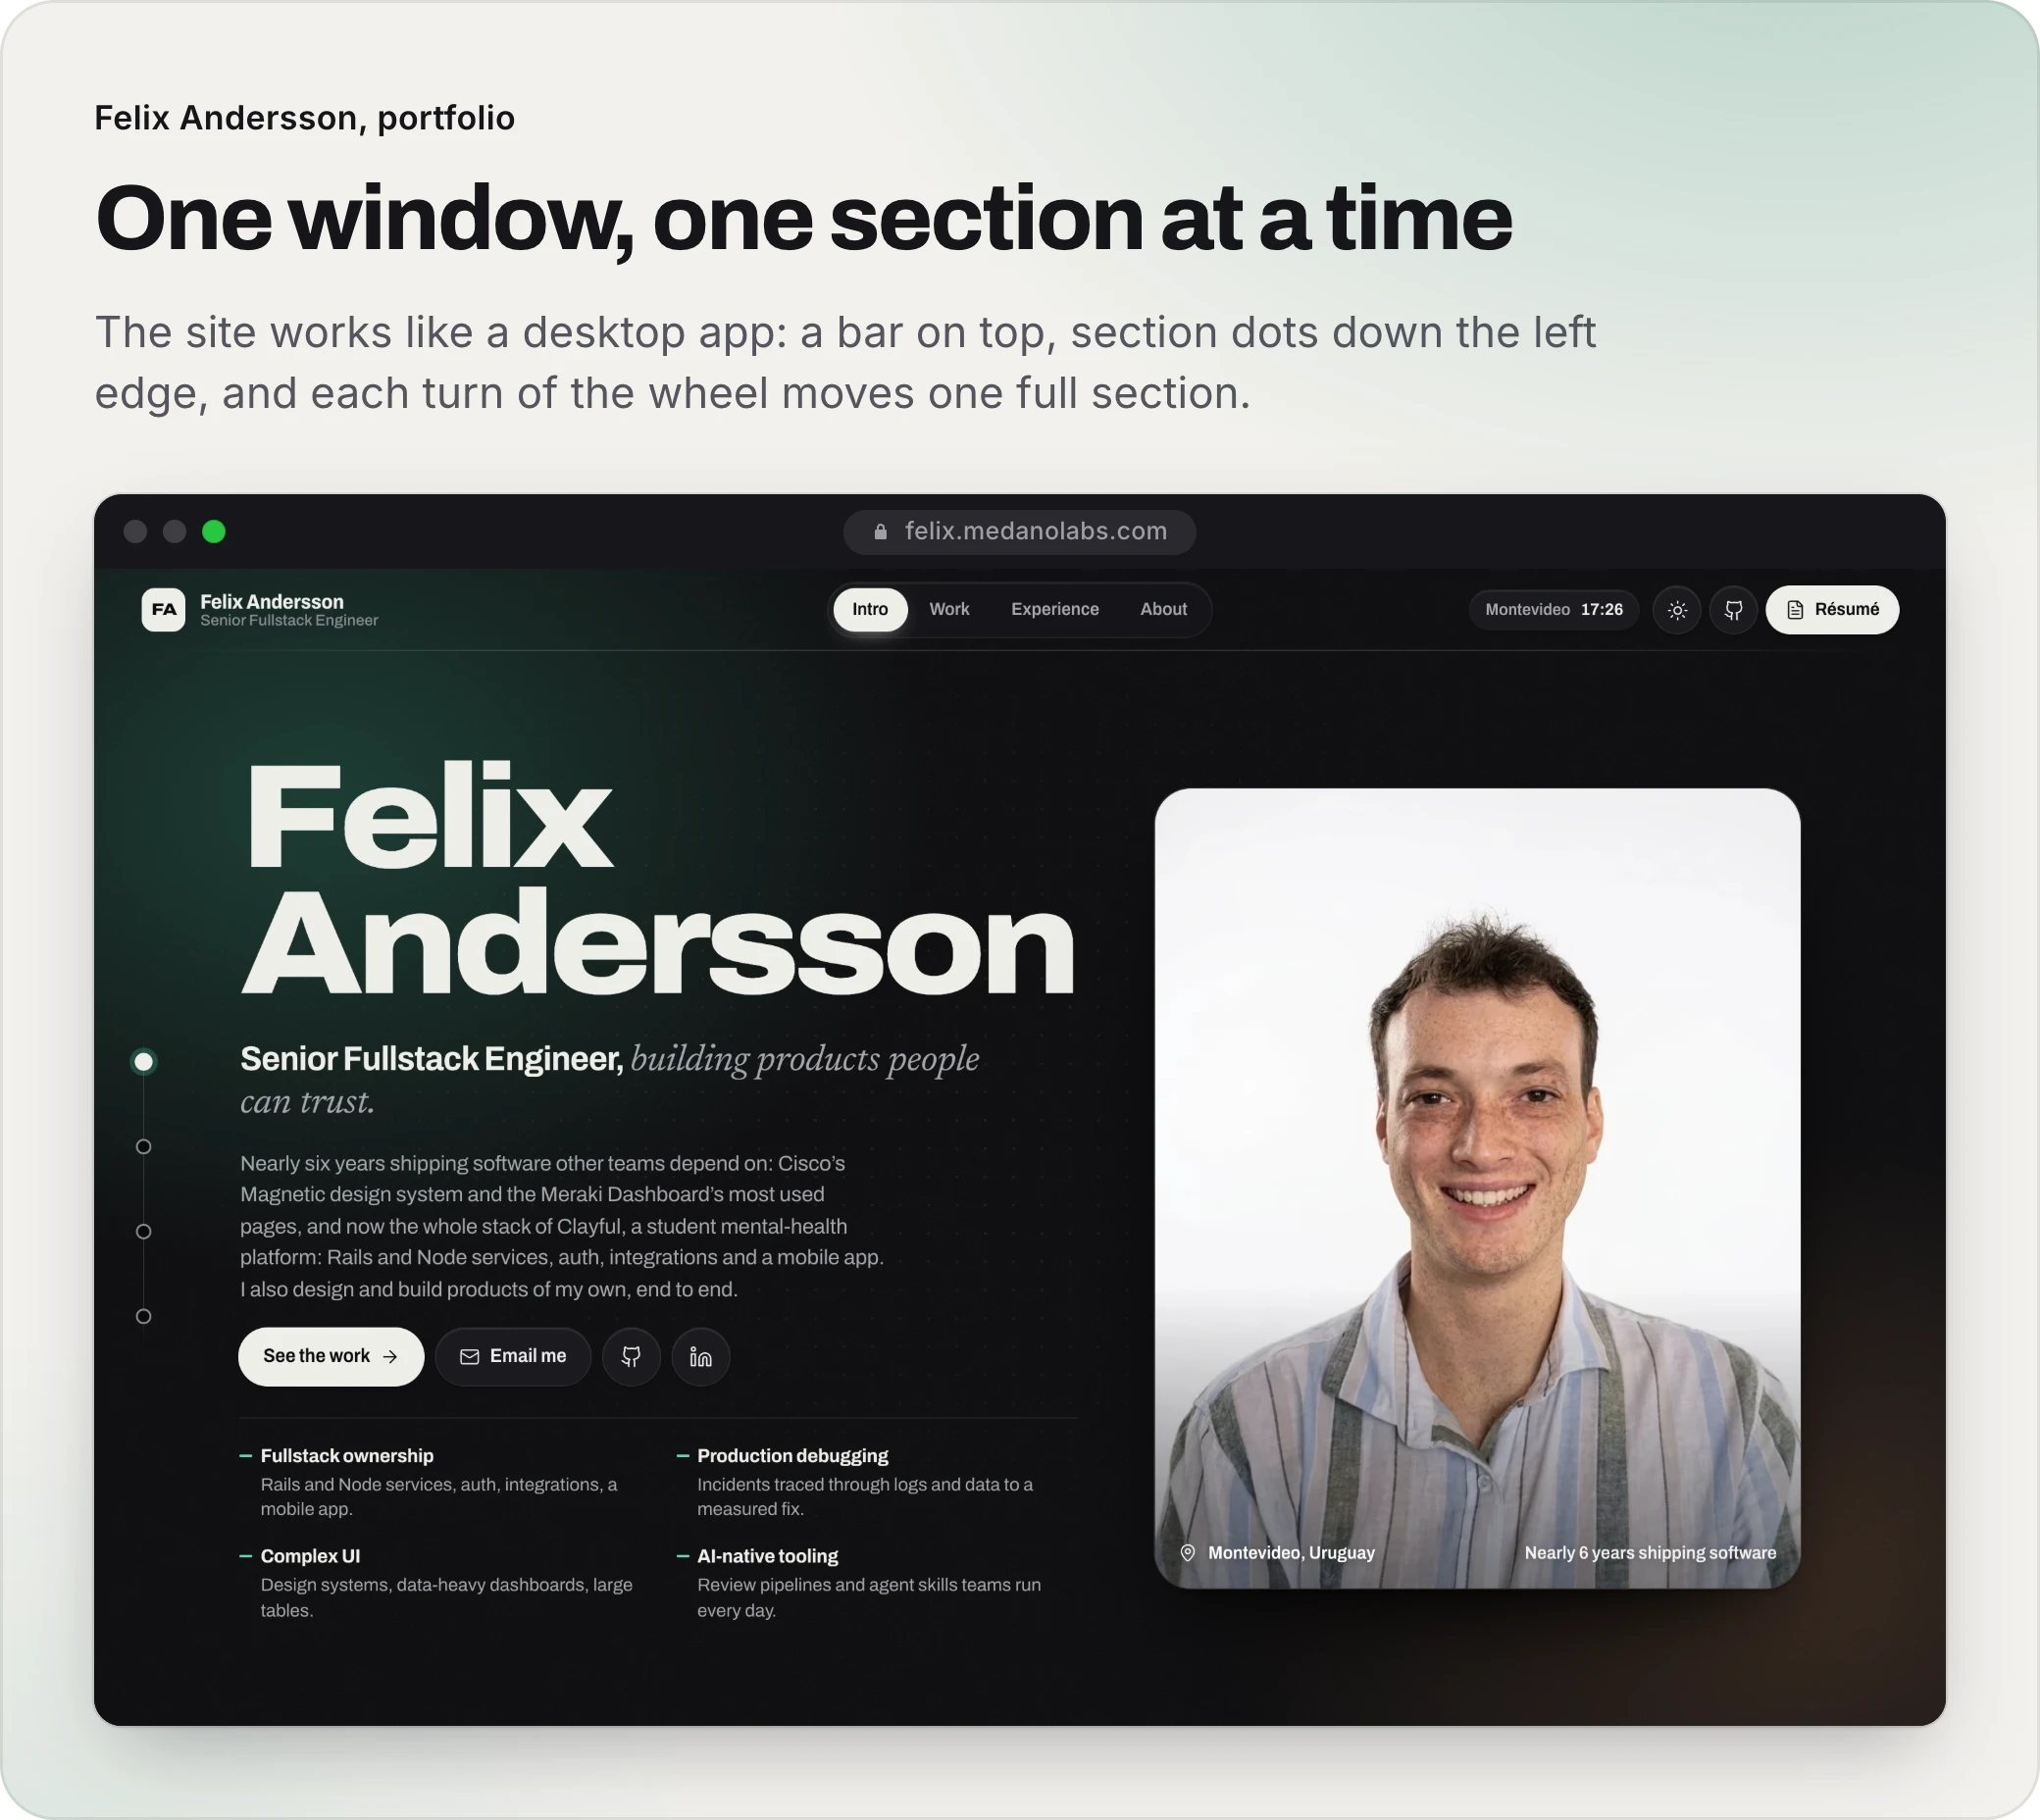 Felix Andersson, portfolio
One window, one section at a time
The site works like a desktop app: a bar on top, section dots down the left
edge, and each turn of the wheel moves one full section.
felix.medanolabs.com
FA
Felix Andersson
Senior Fullstack Engineer
Intro
Work
Experience
About
Montevideo 17:26
Résumé
Felix
Andersson
Senior Fullstack Engineer, building products people
can trust.
Nearly six years shipping software other teams depend on: Cisco’s
Magnetic design system and the Meraki Dashboard’s most used
pages, and now the whole stack of Clayful, a student mental-health
platform: Rails and Node services, auth, integrations and a mobile app.
I also design and build products of my own, end to end.
See the work →
Email me
in
Fullstack ownership
Rails and Node services, auth, integrations, a
mobile app.
Production debugging
Incidents traced through logs and data to a
measured fix.
Complex UI
Design systems, data-heavy dashboards, large
tables.
AI-native tooling
Review pipelines and agent skills teams run
every day.
Montevideo, Uruguay
Nearly 6 years shipping software